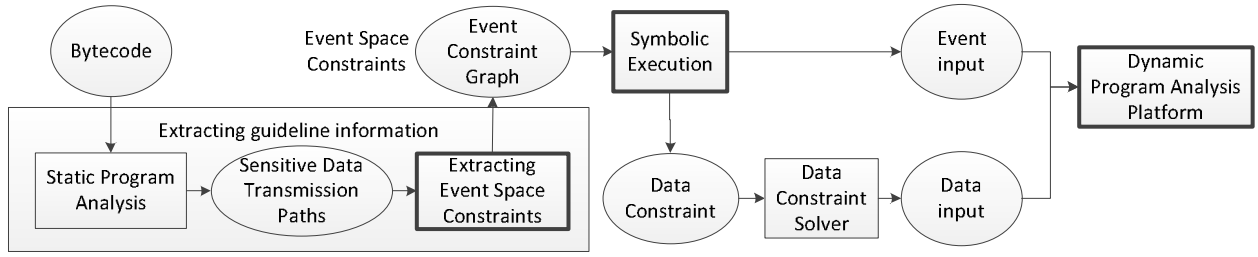 Bytecode
Event Space
Constraints
Event
Constraint
Graph
Symbolic
Execution
Event
input
Dynamic
Program Analysis
Platform
Extracting guideline information
Static Program
Analysis
Sensitive Data
Transmission
Paths
Extracting
Event Space
Constraints
Data
Constraint
Data
Constraint
Solver
Data
input